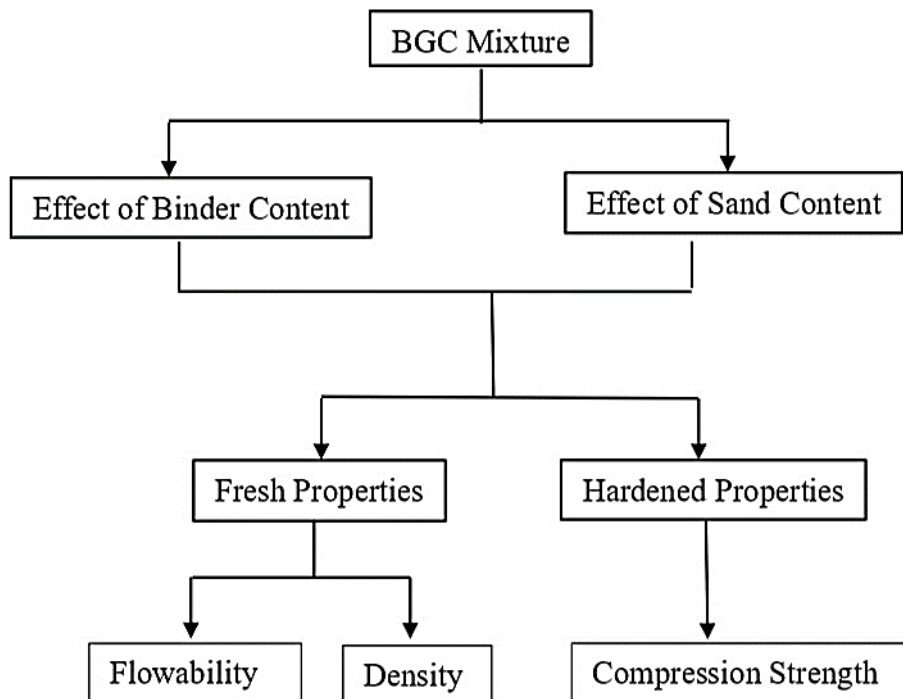 BGC Mixture
Effect of Binder Content
Effect of Sand Content
Fresh Properties
Hardened Properties
Flowability
Density
Compression Strength